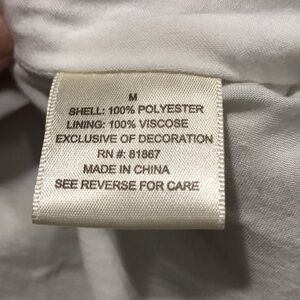 M
SHELL: 100% POLYESTER
LINING: 100% VISCOSE
EXCLUSIVE OF DECORATION
RN #: 81867
MADE IN CHINA
SEE REVERSE FOR CARE